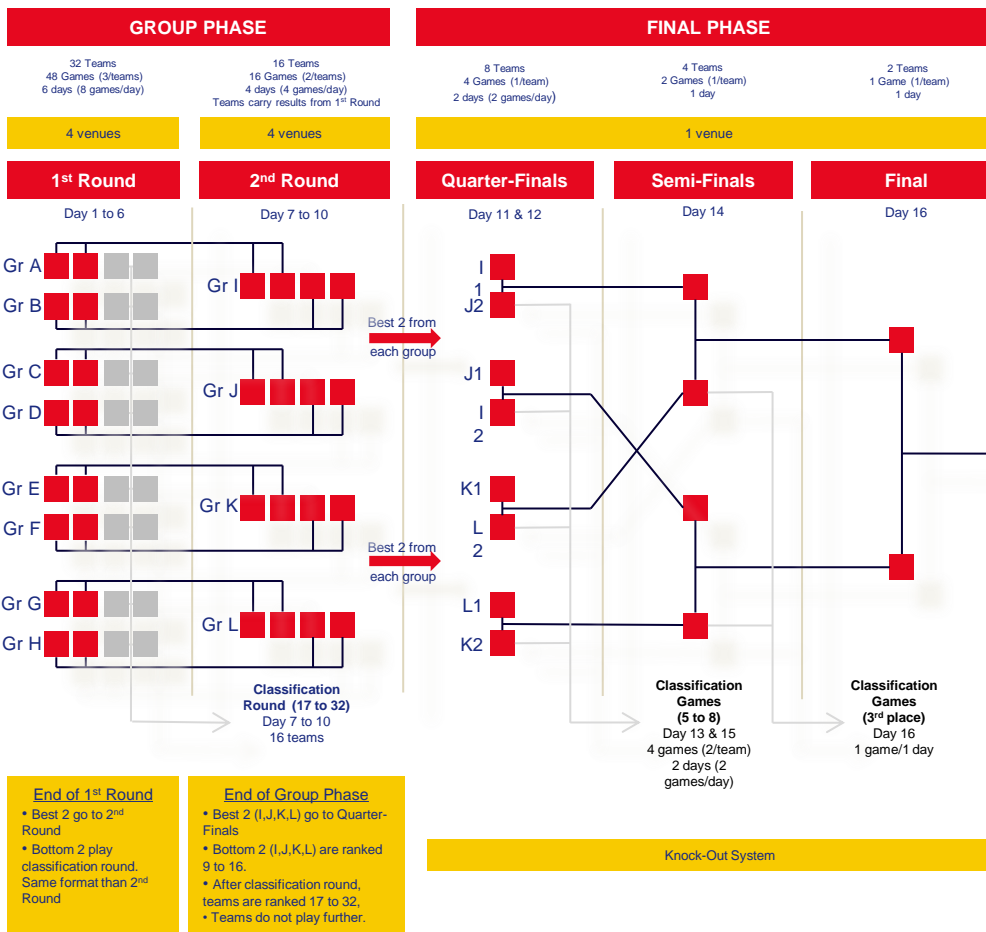 GROUP PHASE
FINAL PHASE
32 Teams
48 Games (3/teams)
6 days (8 games/day)
16 Teams
16 Games (2/teams)
4 days (4 games/day)
Teams carry results from 1st Round
8 Teams
4 Games (1/team)
2 days (2 games/day)
4 Teams
2 Games (1/team)
1 day
2 Teams
1 Game (1/team)
1 day
4 venues
4 venues
1 venue
1st Round
2nd Round
Quarter-Finals
Semi-Finals
Final
Day 1 to 6
Day 7 to 10
Day 11 & 12
Day 14
Day 16
Gr A
Gr B
Gr C
Gr D
Gr E
Gr F
Gr G
Gr H
Gr I
Gr J
Gr K
Gr L
Best 2 from
each group
Best 2 from
each group
I
1
J2
J1
I
2
K1
L
2
L1
K2
Classification
Round (17 to 32)
Day 7 to 10
16 teams
Classification
Games
(5 to 8)
Day 13 & 15
4 games (2/team)
2 days (2
games/day)
Classification
Games
(3rd place)
Day 16
1 game/1 day
End of 1st Round
• Best 2 go to 2nd
Round
• Bottom 2 play
classification round.
Same format than 2nd
Round
End of Group Phase
• Best 2 (I,J,K,L) go to Quarter-
Finals
• Bottom 2 (I,J,K,L) are ranked
9 to 16.
• After classification round,
teams are ranked 17 to 32,
• Teams do not play further.
Knock-Out System